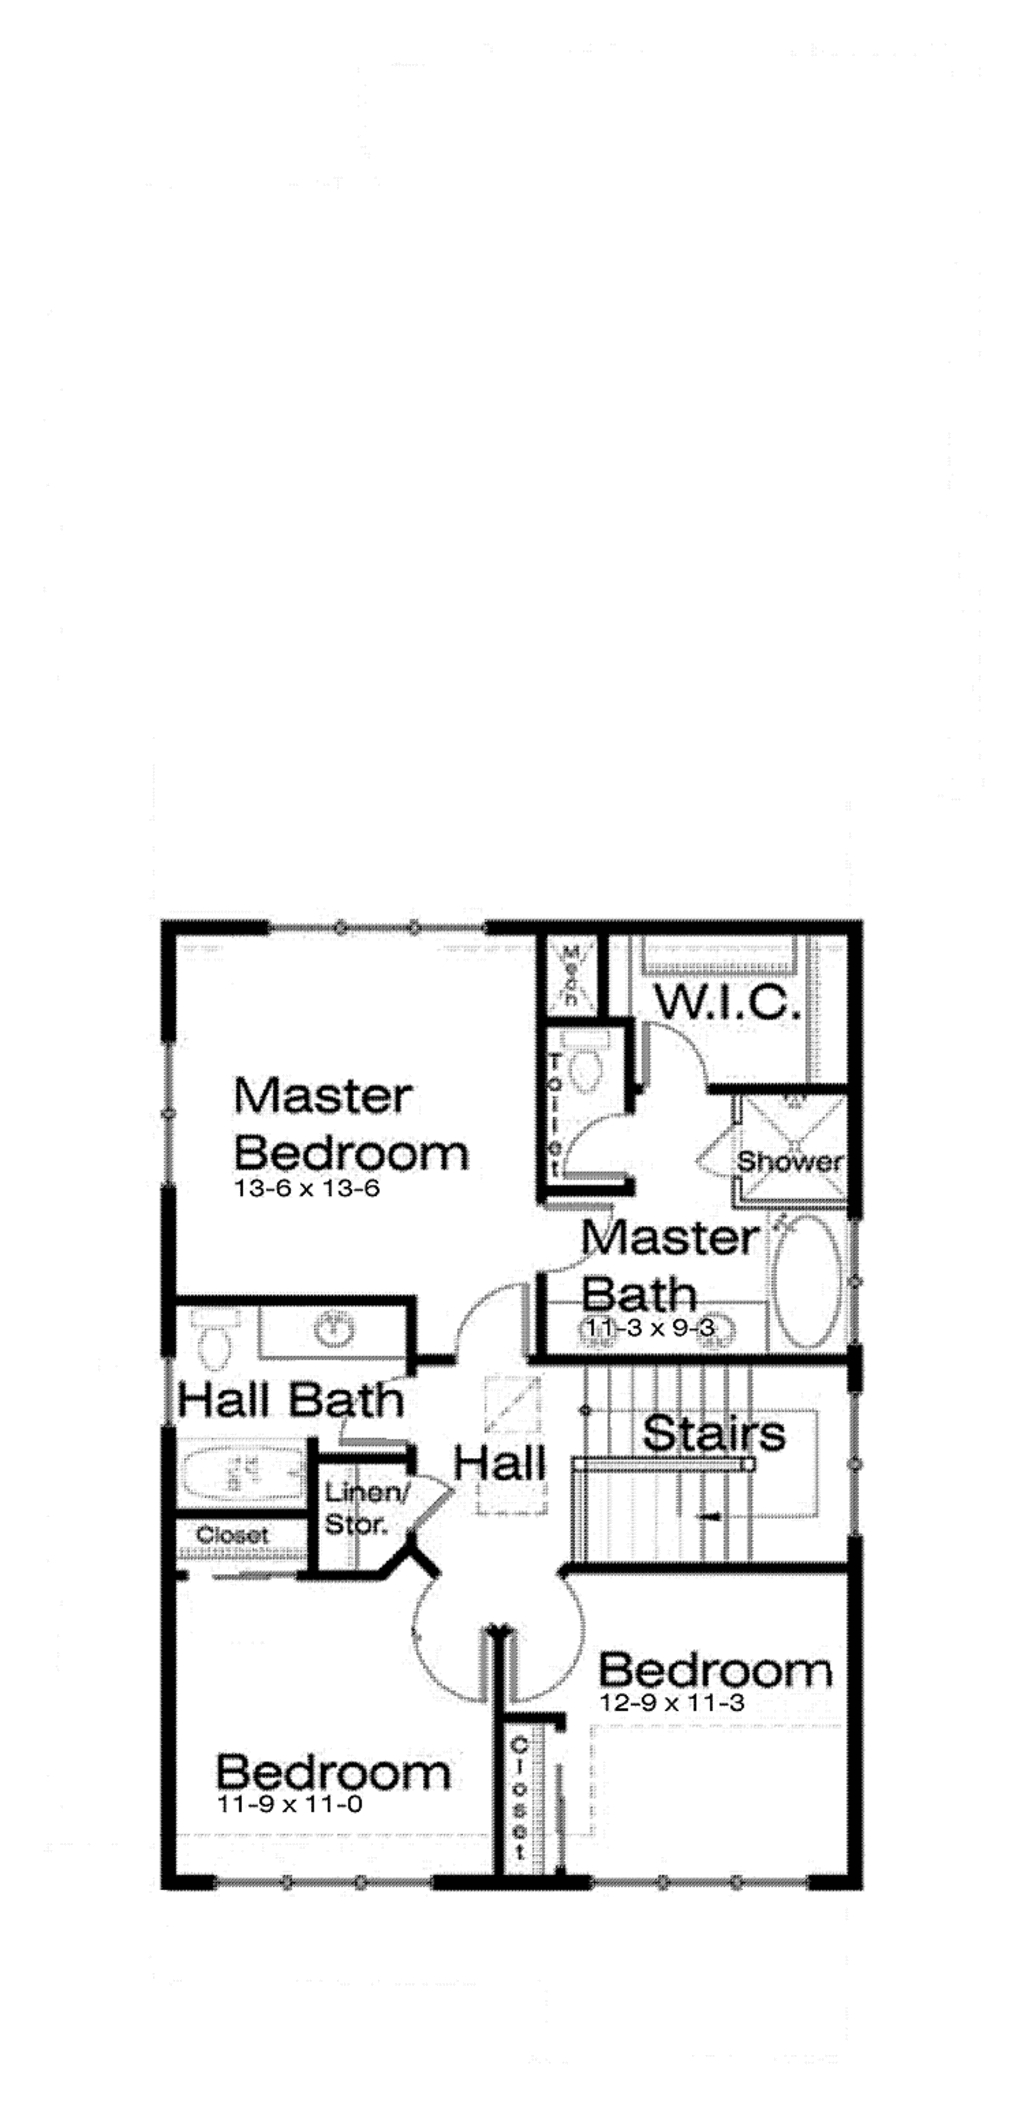 Mech
W.I.C.
Toilet
Master
Bedroom
13-6 x 13-6
Shower
Master
Bath
11-3 x 9-3
Hall Bath
Stairs
Hall
Linen/
Stor.
Closet
Bedroom
12-9 x 11-3
Closet
Bedroom
11-9 x 11-0